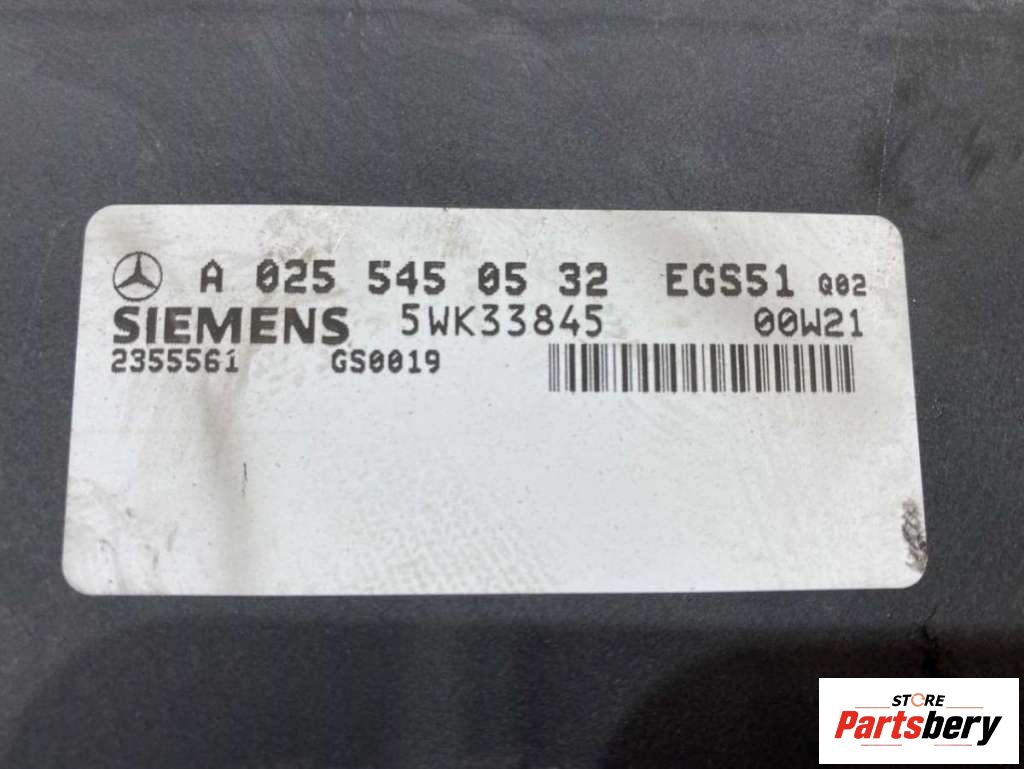 A 025 545 05 32 EGS51 Q02
SIEMENS 5WK33845 00W21
2355561 GS0019
STORE
Partsbery